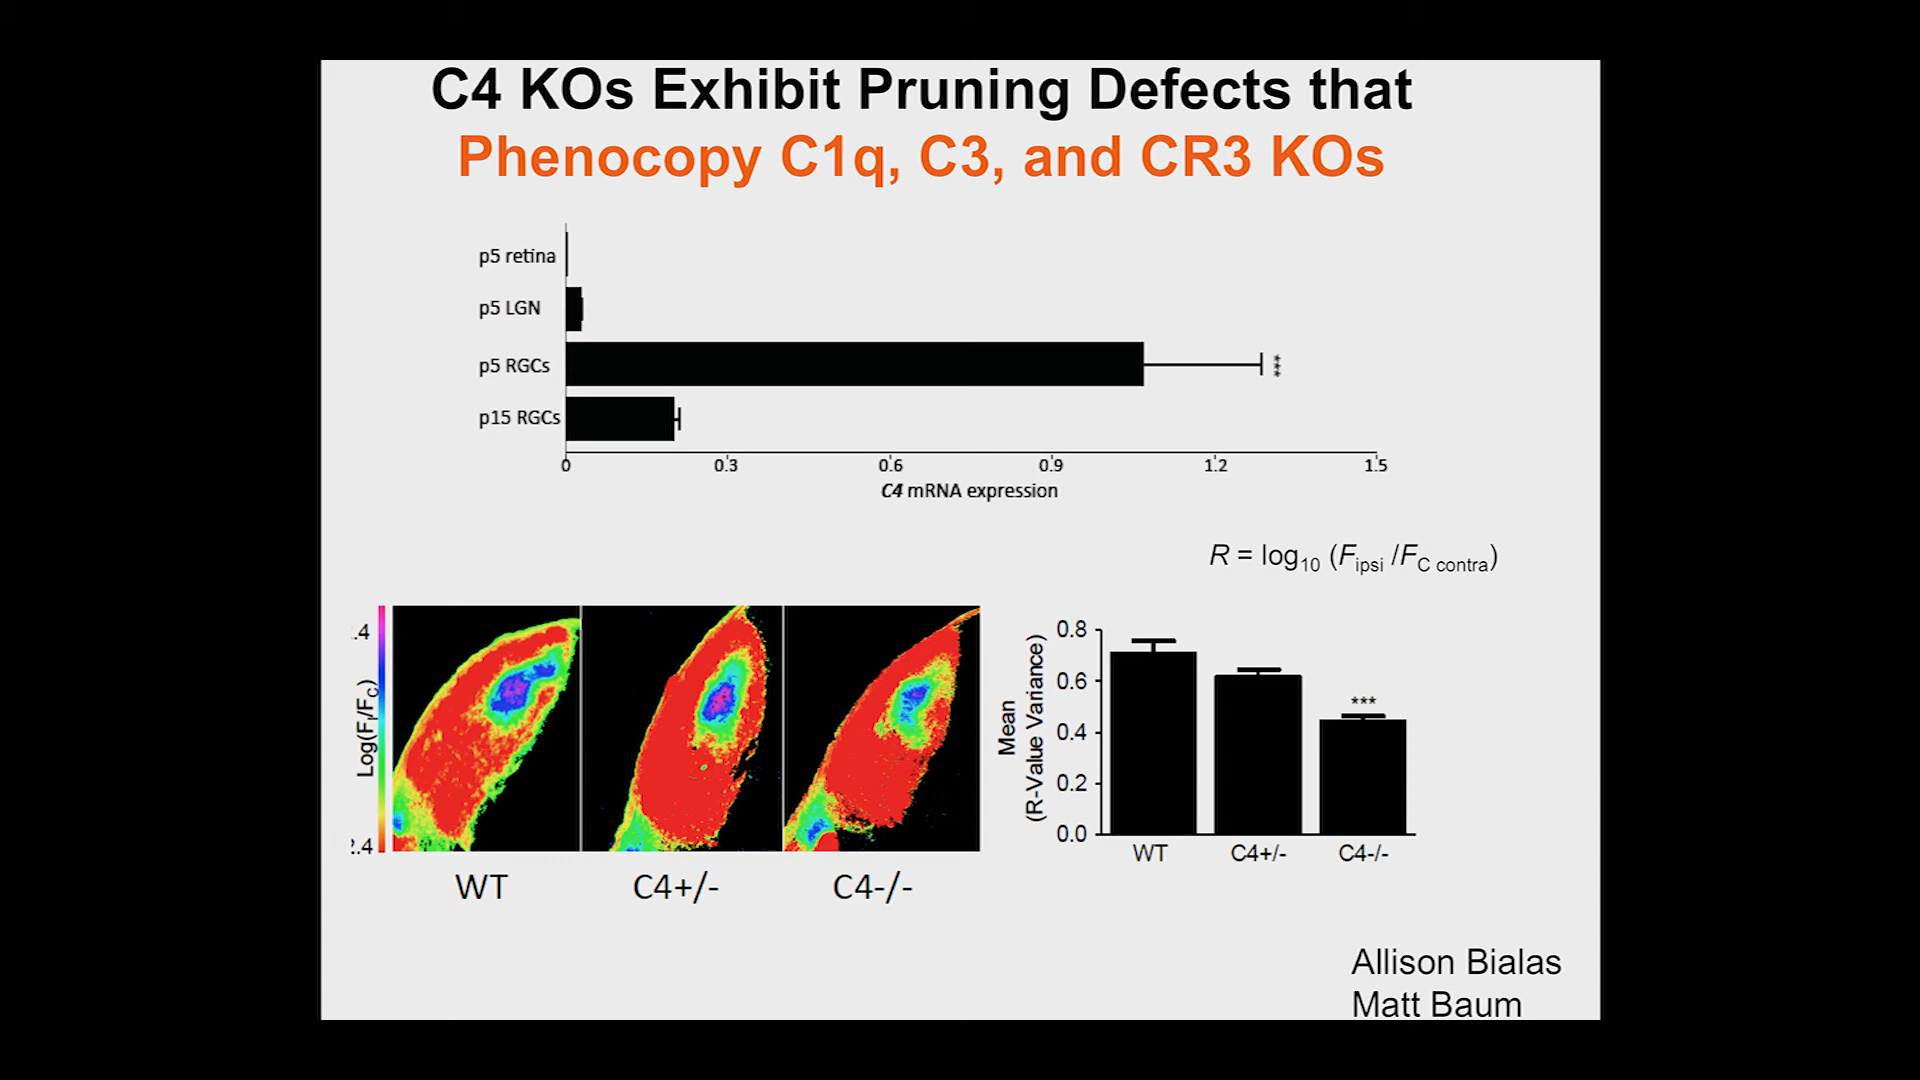 C4 KOs Exhibit Pruning Defects that
Phenocopy C1q, C3, and CR3 KOs
p5 retina
p5 LGN
p5 RGCs
***
p15 RGCs
0 0.3 0.6 0.9 1.2 1.5
C4 mRNA expression
R = log10 (Fipsi /FC contra)
.4
Log(FI/FC)
.4
WT C4+/- C4-/-
Mean
(R-Value Variance)
0.8
0.6
0.4
0.2
0.0
***
WT C4+/- C4-/-
Allison Bialas
Matt Baum